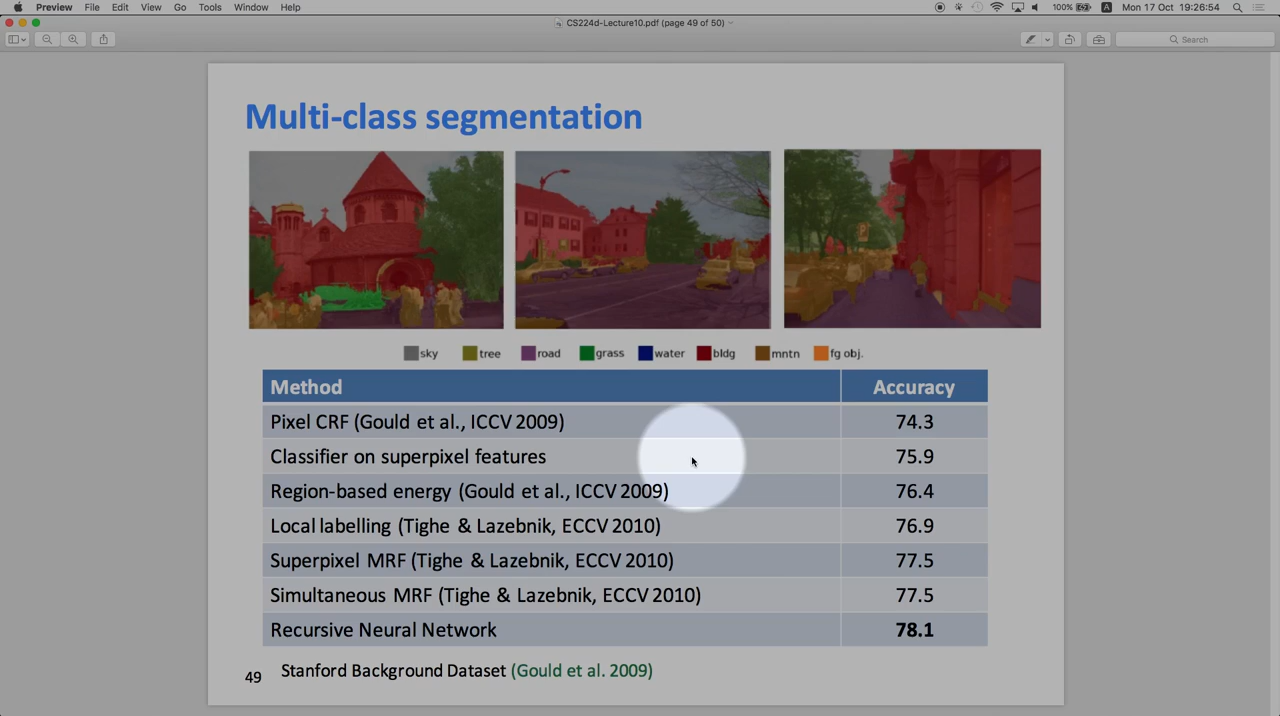 Preview File Edit View Go Tools Window Help 100% A Mon 17 Oct 19:26:54
CS224d-Lecture10.pdf (page 49 of 50)
Search
Multi-class segmentation
P
sky tree road grass water bldg mntn fg obj.
Method Accuracy
Pixel CRF (Gould et al., ICCV 2009) 74.3
Classifier on superpixel features 75.9
Region-based energy (Gould et al., ICCV 2009) 76.4
Local labelling (Tighe & Lazebnik, ECCV 2010) 76.9
Superpixel MRF (Tighe & Lazebnik, ECCV 2010) 77.5
Simultaneous MRF (Tighe & Lazebnik, ECCV 2010) 77.5
Recursive Neural Network 78.1
49 Stanford Background Dataset (Gould et al. 2009)